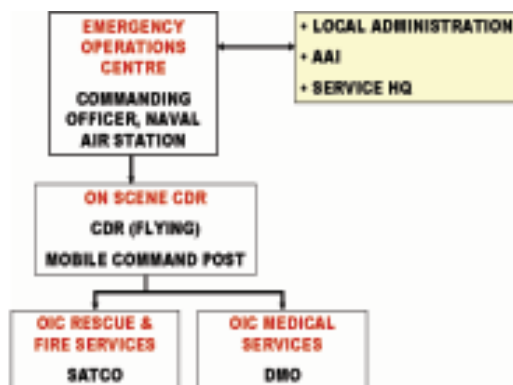 EMERGENCY
OPERATIONS
CENTRE
COMMANDING
OFFICER, NAVAL
AIR STATION
+ LOCAL ADMINISTRATION
+ AAI
+ SERVICE HQ
ON SCENE CDR
CDR (FLYING)
MOBILE COMMAND POST
OIC RESCUE &
FIRE SERVICES
SATCO
OIC MEDICAL
SERVICES
DMO